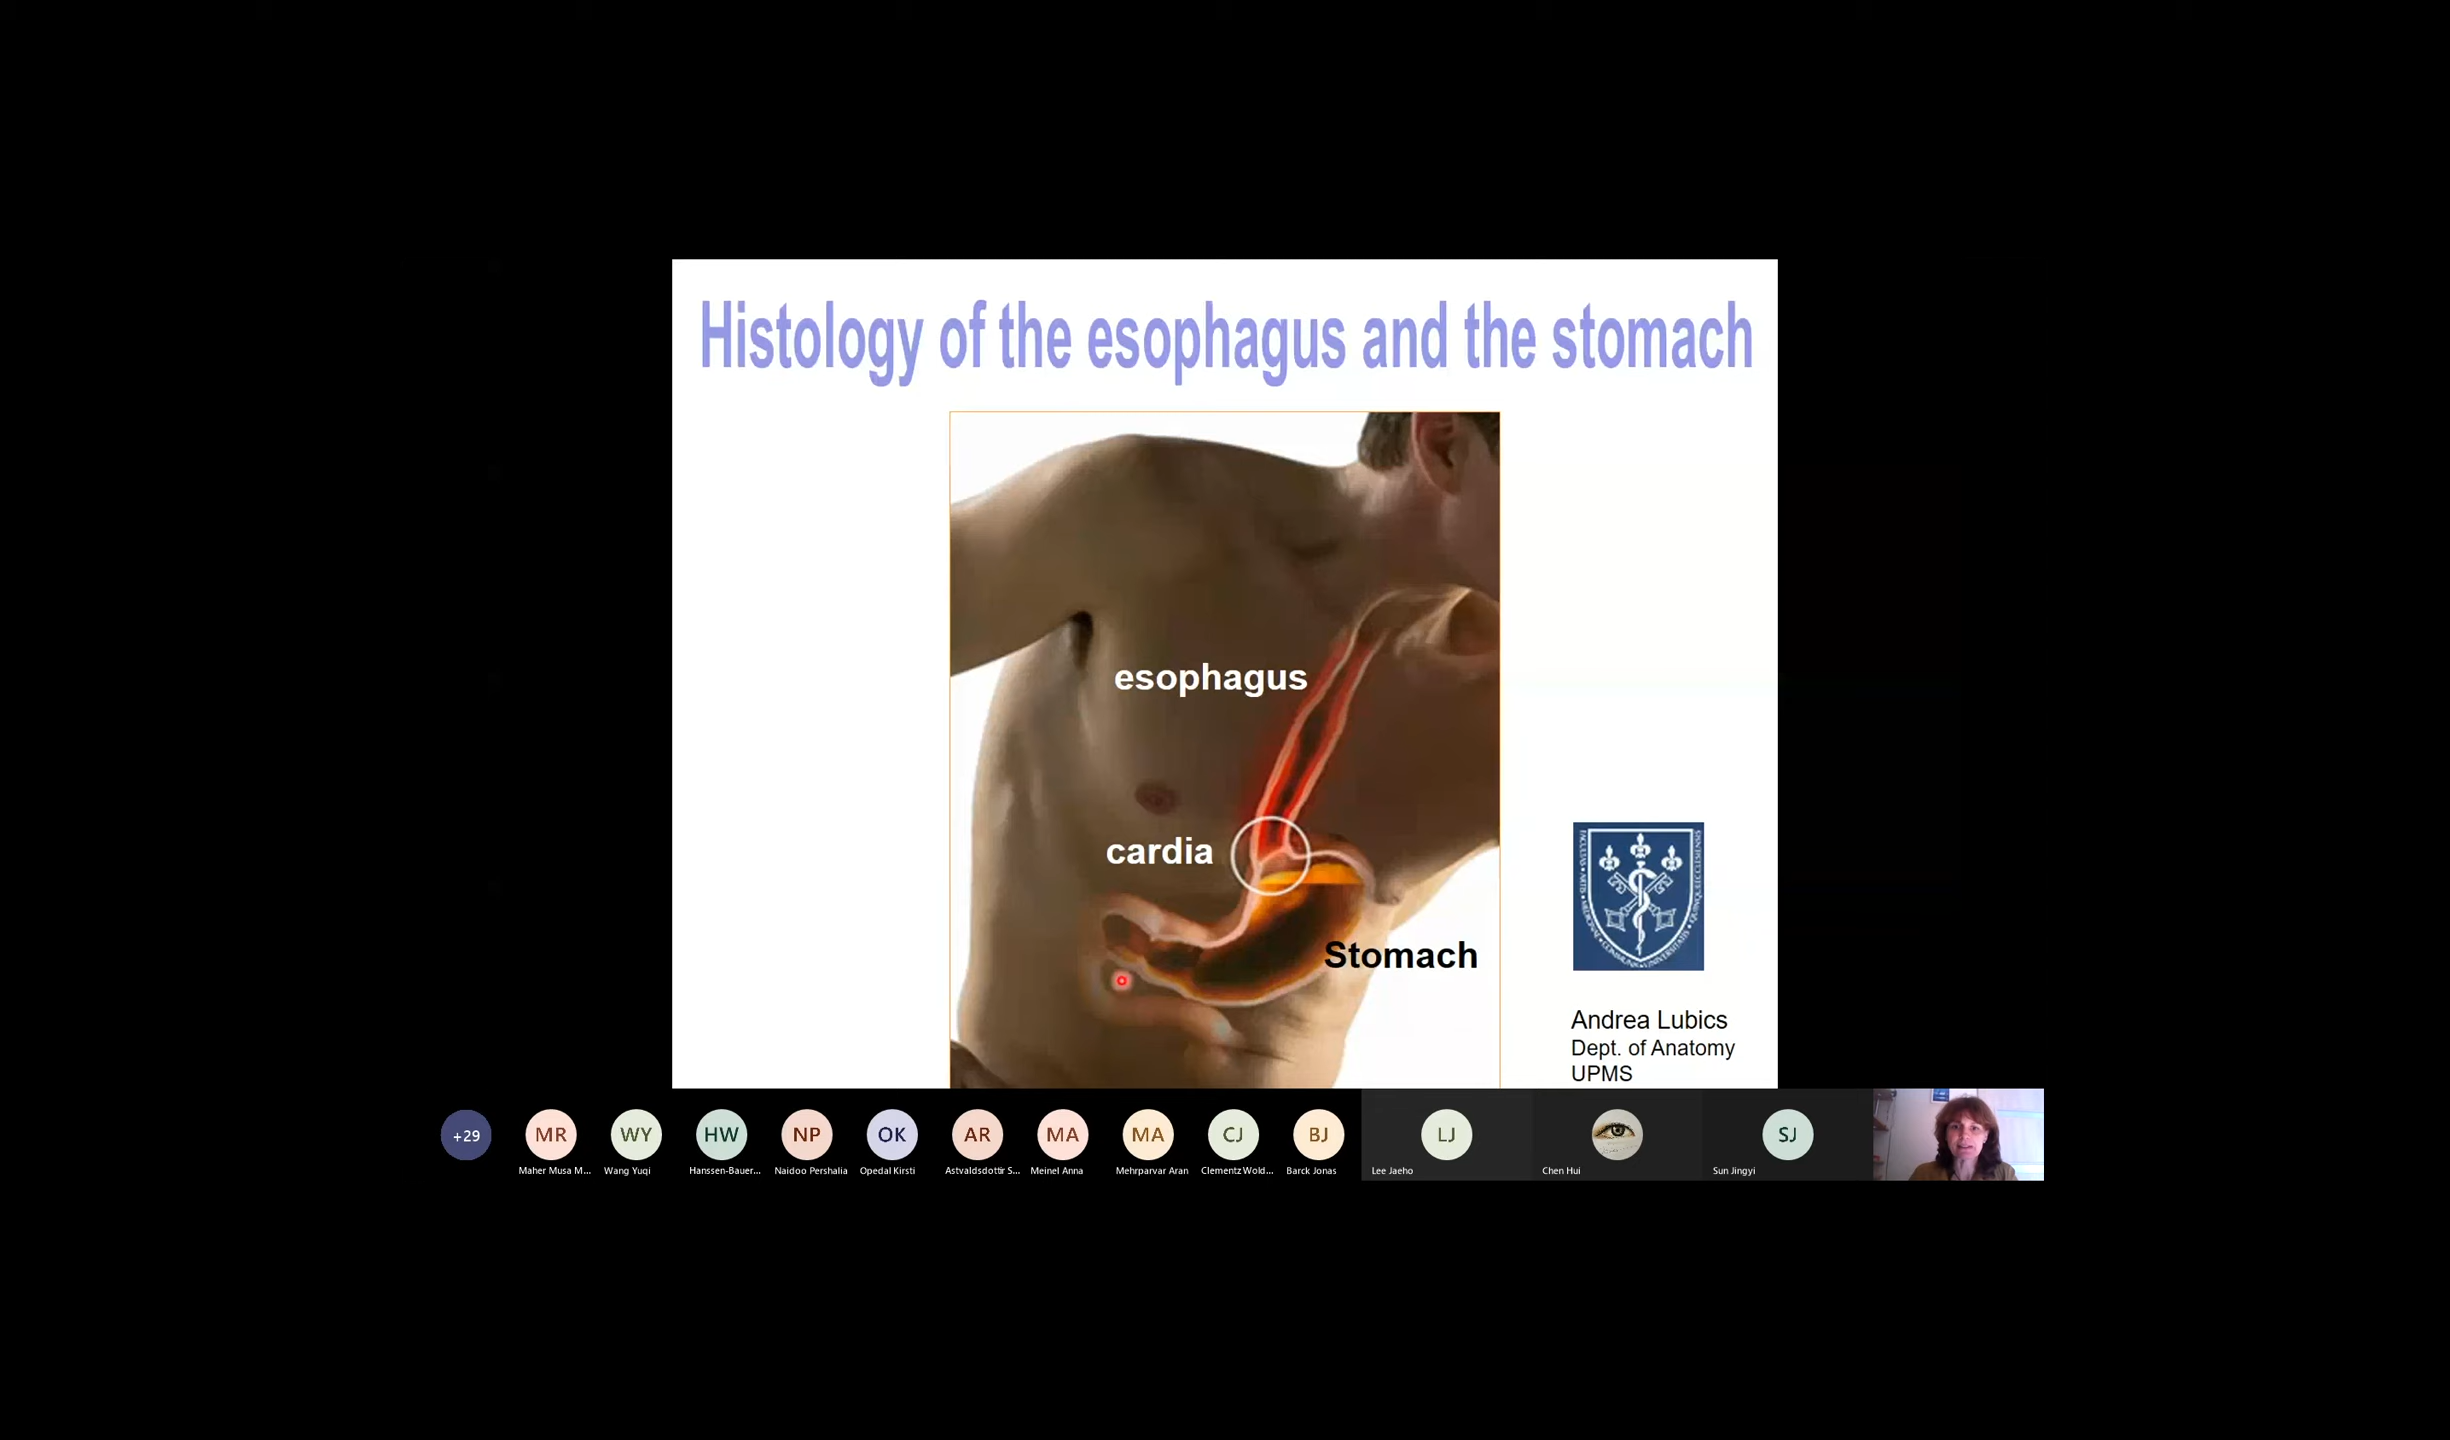 Histology of the esophagus and the stomach
esophagus
cardia
Stomach
Andrea Lubics
Dept. of Anatomy
UPMS
+29
MR
WY
HW
NP
OK
AR
MA
MA
CJ
BJ
LJ
SJ
Maher Musa M...
Wang Yuqi
Hanssen-Bauer...
Naidoo Pershalia
Opedal Kirsti
Astvaldsdottir S...
Meinel Anna
Mehrparvar Aran
Clementz Wold...
Barck Jonas
Lee Jaeho
Chen Hui
Sun Jingyi